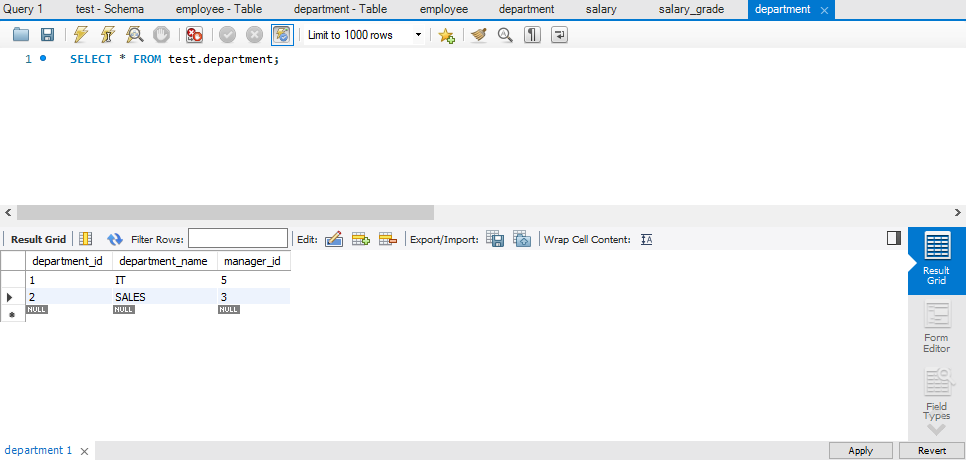 Query 1 test - Schema employee - Table department - Table employee department salary salary_grade department
Limit to 1000 rows
1 SELECT * FROM test.department;
Result Grid Filter Rows: Edit: Export/Import: Wrap Cell Content:
department_id department_name manager_id
1 IT 5
2 SALES 3
NULL NULL NULL
Result
Grid
Form
Editor
Field
Types
department 1 Apply Revert